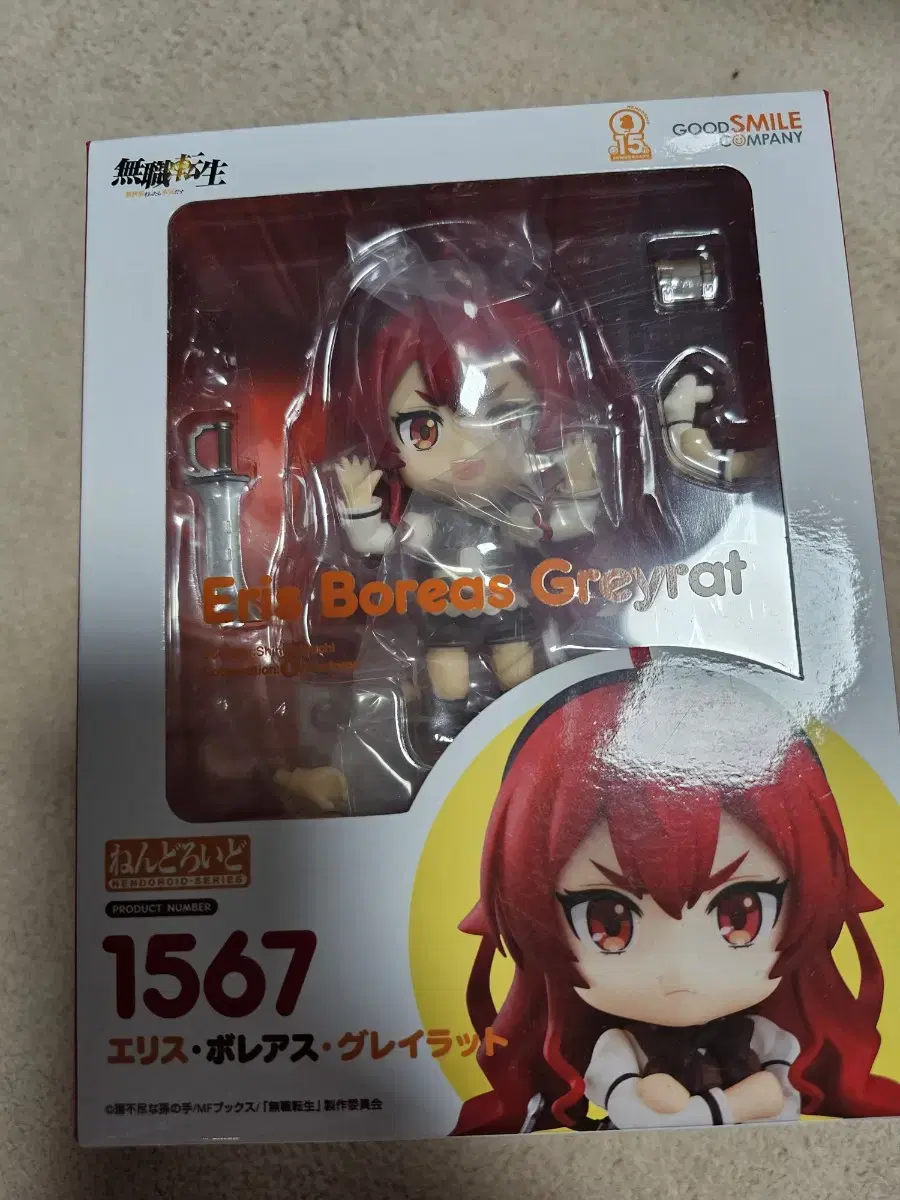 無職転生
15
ANNIVERSARY
GOOD SMILE
COMPANY
Eris Boreas Greyrat
ねんどろいど
NENDOROID-SERIES
PRODUCT NUMBER
1567
エリス・ボレアス・グレイラット
©理不尽な孫の手/MFブックス/「無職転生」製作委員会